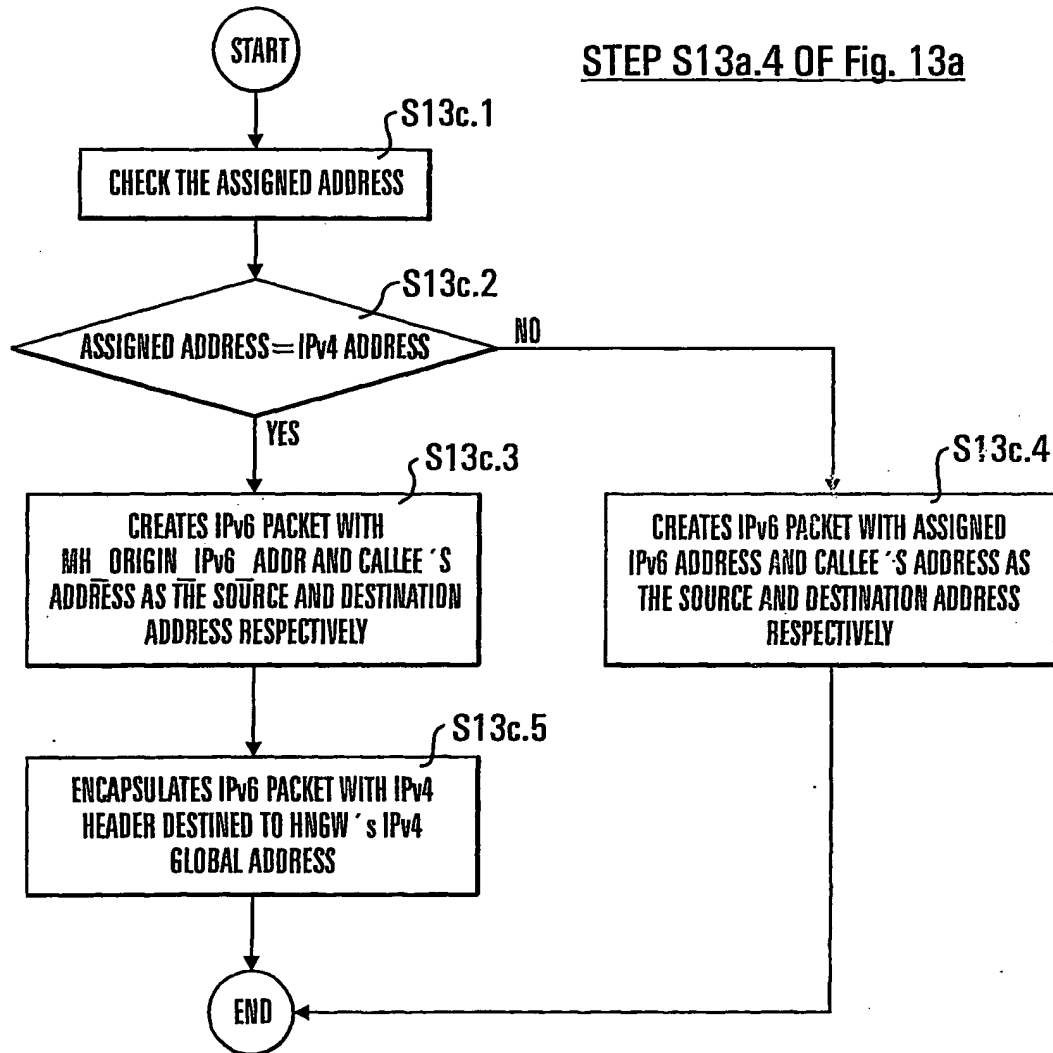 START
STEP S13a.4 OF Fig. 13a
S13c.1
CHECK THE ASSIGNED ADDRESS
S13c.2
ASSIGNED ADDRESS=IPv4 ADDRESS
NO
YES
S13c.3
CREATES IPv6 PACKET WITH
MH_ORIGIN_IPv6_ADDR AND CALLEE´S
ADDRESS AS THE SOURCE AND DESTINATION
ADDRESS RESPECTIVELY
S13c.4
CREATES IPv6 PACKET WITH ASSIGNED
IPv6 ADDRESS AND CALLEE´S ADDRESS AS
THE SOURCE AND DESTINATION ADDRESS
RESPECTIVELY
S13c.5
ENCAPSULATES IPv6 PACKET WITH IPv4
HEADER DESTINED TO HNGW´s IPv4
GLOBAL ADDRESS
END